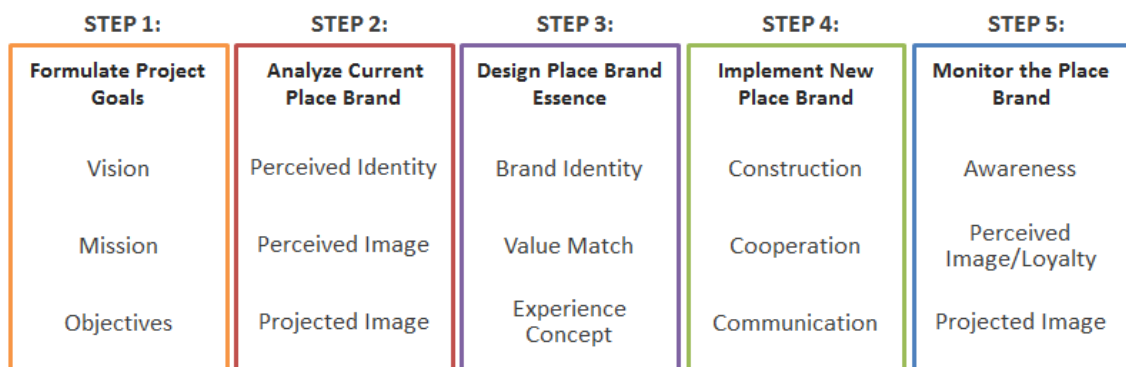 STEP 1:
Formulate Project
Goals
Vision
Mission
Objectives
STEP 2:
Analyze Current
Place Brand
Perceived Identity
Perceived Image
Projected Image
STEP 3:
Design Place Brand
Essence
Brand Identity
Value Match
Experience
Concept
STEP 4:
Implement New
Place Brand
Construction
Cooperation
Communication
STEP 5:
Monitor the Place
Brand
Awareness
Perceived
Image/Loyalty
Projected Image